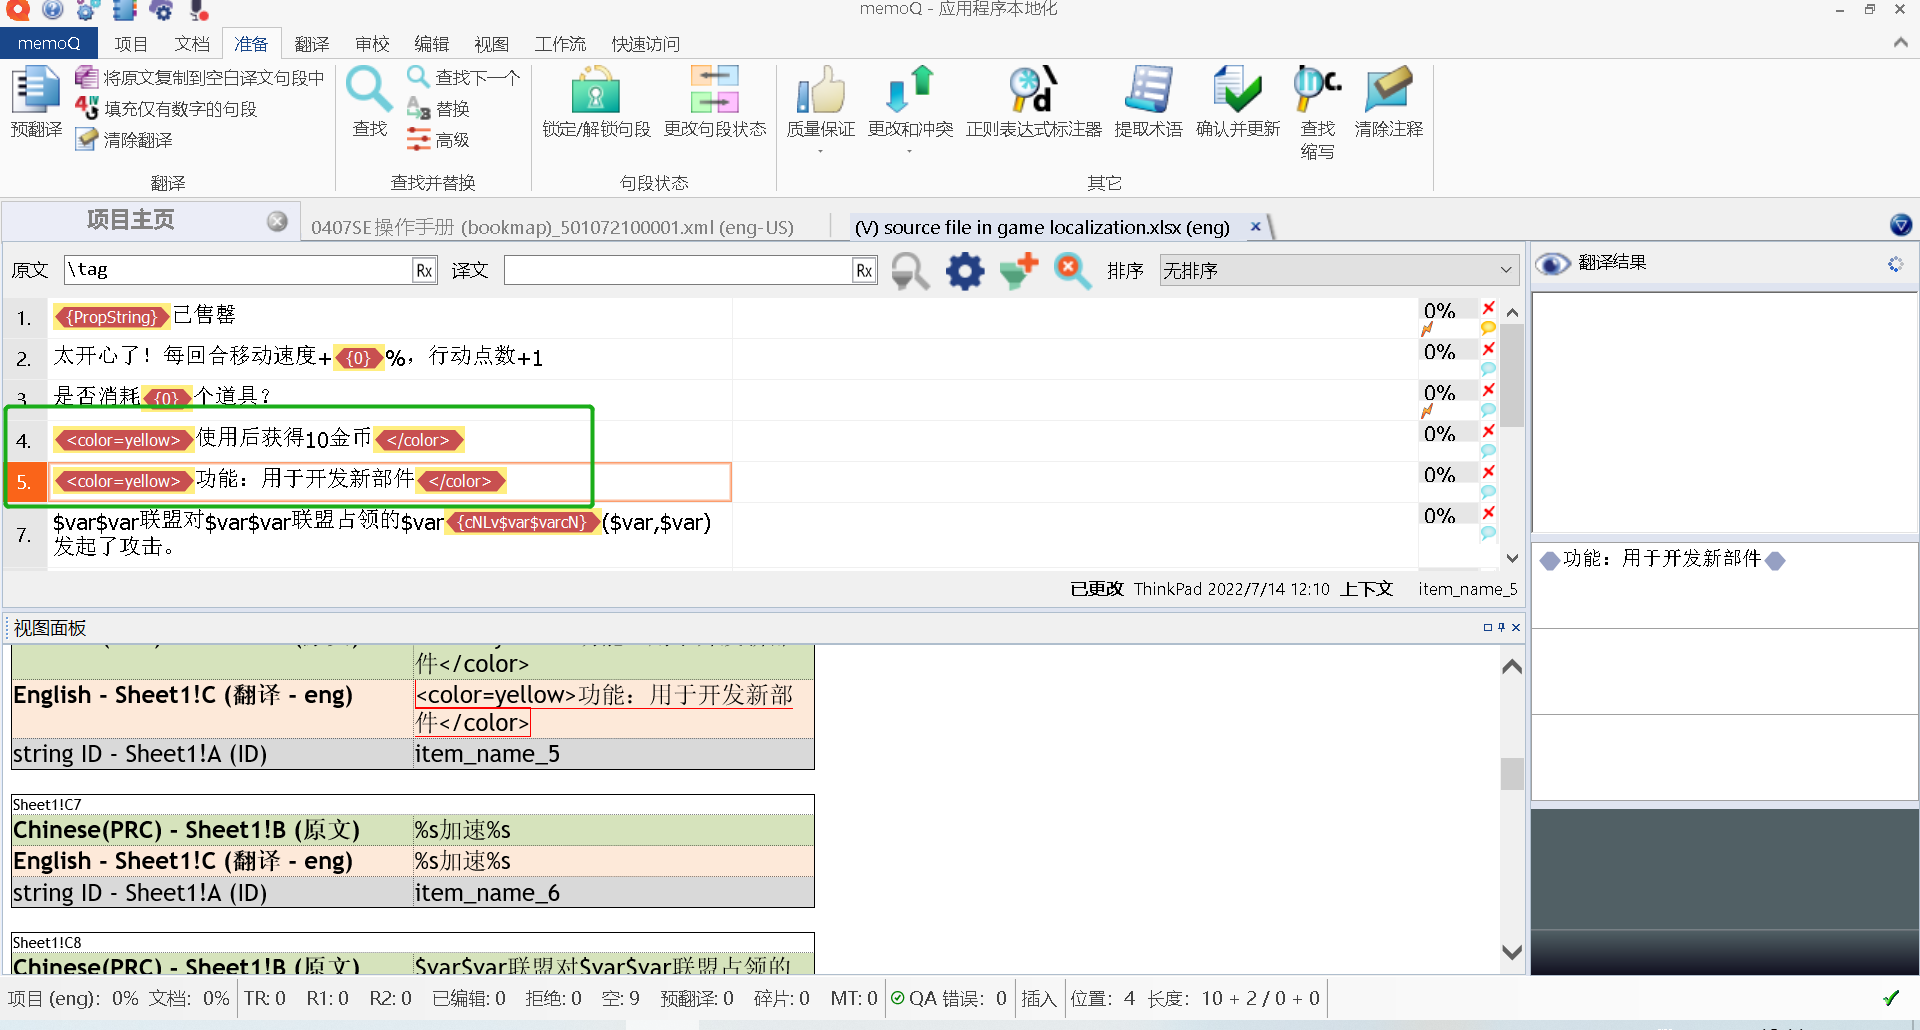 memoQ - 应用程序本地化
memoQ 项目 文档 准备 翻译 审校 编辑 视图 工作流 快速访问
预翻译
将原文复制到空白译文句段中
填充仅有数字的句段
清除翻译
翻译
查找
查找下一个
替换
高级
查找并替换
锁定/解锁句段 更改句段状态
句段状态
质量保证 更改和冲突 正则表达式标注器 提取术语 确认并更新 查找缩写 清除注释
其它
项目主页
0407SE操作手册 (bookmap)_501072100001.xml (eng-US)
(V) source file in game localization.xlsx (eng)
原文 \tag Rx 译文 Rx 排序 无排序
翻译结果
1. {PropString}已售罄 0%
2. 太开心了！每回合移动速度+{0}%，行动点数+1 0%
3. 是否消耗{0}个道具？ 0%
4. <color=yellow>使用后获得10金币</color> 0%
5. <color=yellow>功能：用于开发新部件</color> 0%
7. $var$var联盟对$var$var联盟占领的$var{cNLv$var$varcN}($var,$var) 0%
发起了攻击。
功能：用于开发新部件
已更改 ThinkPad 2022/7/14 12:10 上下文 item_name_5
视图面板
件</color>
English - Sheet1!C (翻译 - eng) <color=yellow>功能：用于开发新部
件</color>
string ID - Sheet1!A (ID) item_name_5
Sheet1!C7
Chinese(PRC) - Sheet1!B (原文) %s加速%s
English - Sheet1!C (翻译 - eng) %s加速%s
string ID - Sheet1!A (ID) item_name_6
Sheet1!C8
Chinese(PRC) - Sheet1!B (原文) $var$var联盟对$var$var联盟占领的
项目 (eng): 0% 文档: 0% TR: 0 R1: 0 R2: 0 已编辑: 0 拒绝: 0 空: 9 预翻译: 0 碎片: 0 MT: 0 QA 错误: 0 插入 位置: 4 长度: 10 + 2 / 0 + 0